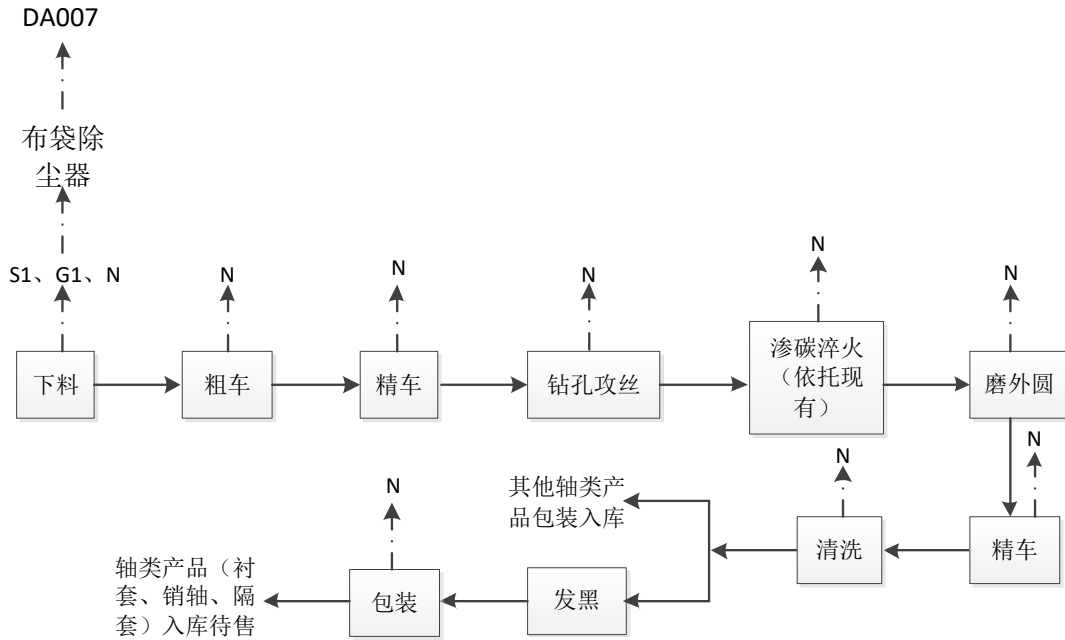 DA007
布袋除
尘器
S1、G1、N
N
N
N
N
N
下料
粗车
精车
钻孔攻丝
渗碳淬火
（依托现
有）
磨外圆
N
N
N
其他轴类产
品包装入库
轴类产品（衬
套、销轴、隔
套）入库待售
包装
发黑
清洗
精车